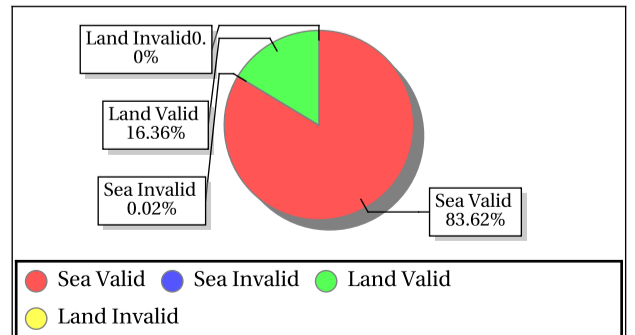 Land Invalid0.
0%
Land Valid
16.36%
Sea Invalid
0.02%
Sea Valid
83.62%
Sea Valid Sea Invalid Land Valid
Land Invalid